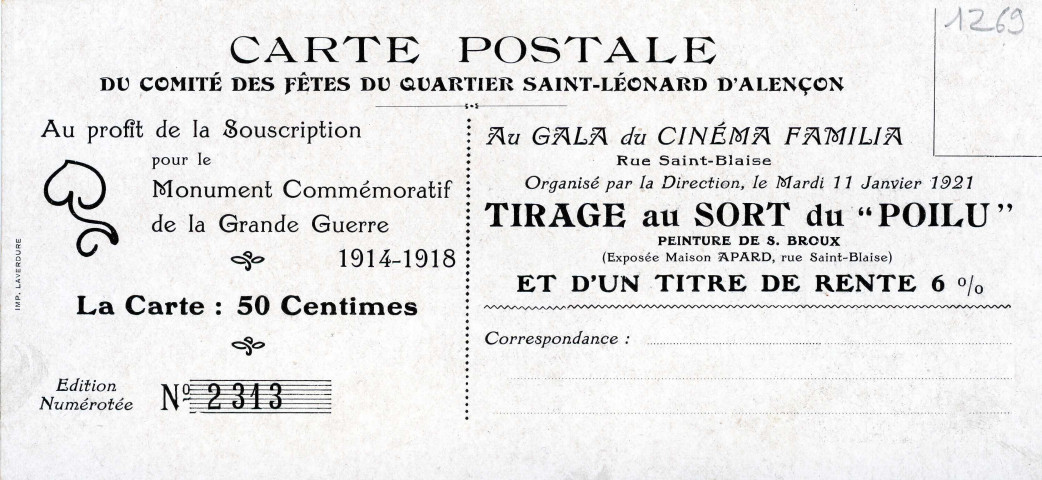 1269
CARTE POSTALE
DU COMITÉ DES FÊTES DU QUARTIER SAINT-LÉONARD D'ALENÇON
Au profit de la Souscription
pour le
Monument Commémoratif
de la Grande Guerre
1914-1918
La Carte : 50 Centimes
Edition
Numérotée
Nº 2313
IMP. LAVERDURE
Au GALA du CINÉMA FAMILIA
Rue Saint-Blaise
Organisé par la Direction, le Mardi 11 Janvier 1921
TIRAGE au SORT du “POILU”
PEINTURE DE S. BROUX
(Exposée Maison APARD, rue Saint-Blaise)
ET D'UN TITRE DE RENTE 6 %
Correspondance :